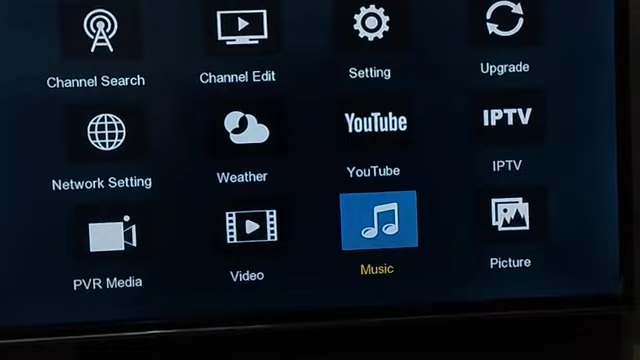 Channel Search
Channel Edit
Setting
Upgrade
YouTube
IPTV
Network Setting
Weather
YouTube
IPTV
PVR Media
Video
Music
Picture